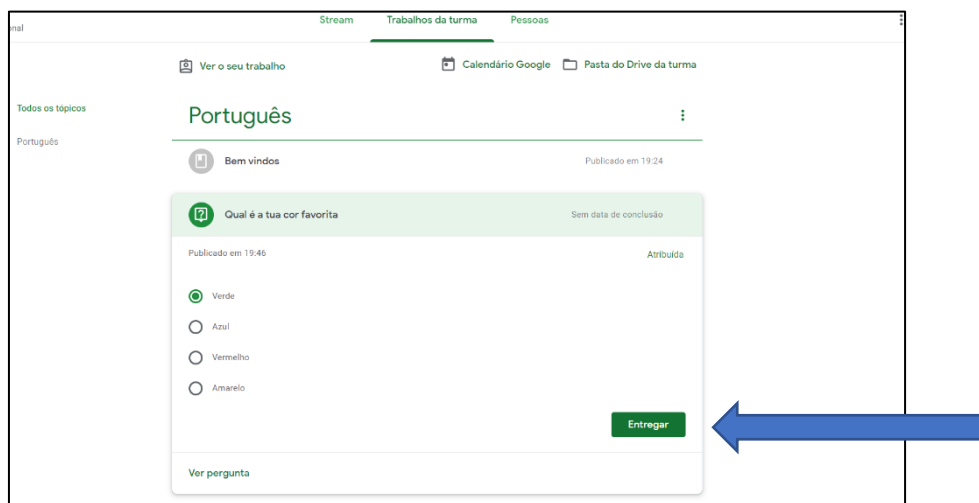 Stream Trabalhos da turma Pessoas
Ver o seu trabalho Calendário Google Pasta do Drive da turma
Todos os tópicos
Português
Português
Bem vindos Publicado em 19:24
Qual é a tua cor favorita Sem data de conclusão
Publicado em 19:46 Atribuída
Verde
Azul
Vermelho
Amarelo
Entregar
Ver pergunta